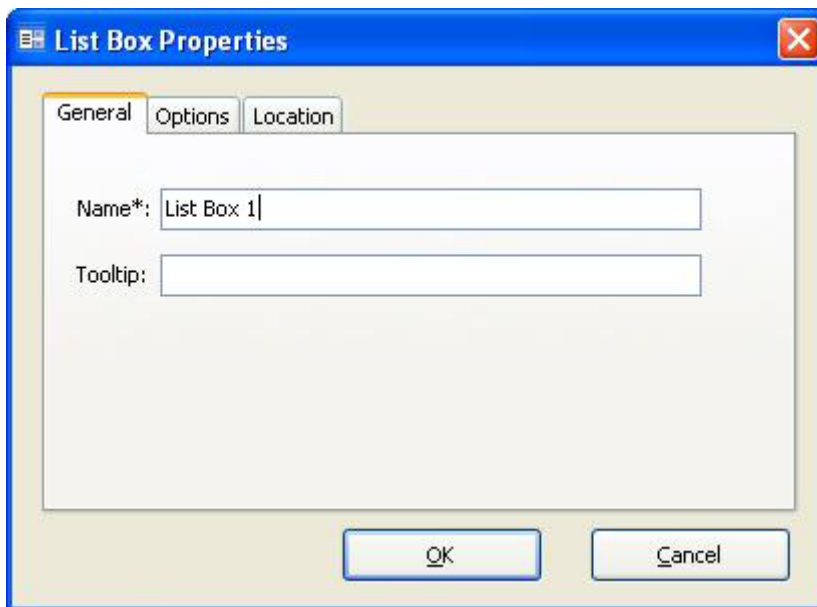 List Box Properties
General Options Location
Name*: List Box 1
Tooltip:
OK Cancel